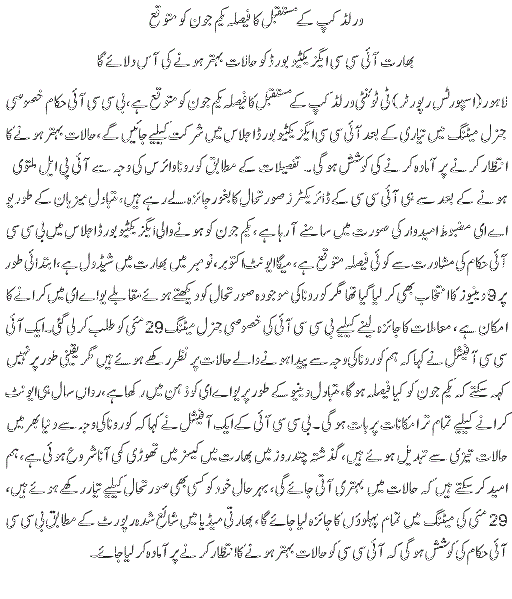 ورلڈ کپ کے مستقبل کا فیصلہ یکم جون کو متوقع
بھارت آئی سی سی ایگزیکٹیو بورڈ کو حالات بہتر ہونے کی آس دلائے گا
لاہور (اسپورٹس رپورٹر) ٹی ٹوئنٹی ورلڈ کپ کے مستقبل کا فیصلہ یکم جون کو متوقع ہے، بی سی سی آئی حکام خصوصی
جنرل میٹنگ میں تیاری کے بعد آئی سی سی ایگزیکٹیو بورڈ اجلاس میں شرکت کیلیے جائیں گے، حالات بہتر ہونے کا
انتظار کرنے پر آمادہ کرنے کی کوشش ہو گی۔ تفصیلات کے مطابق کورونا وائرس کی وجہ سے آئی پی ایل ملتوی
ہونے کے بعد سے ہی آئی سی سی کے ڈائریکٹرز صورتحال کا بغور جائزہ لے رہے ہیں، متبادل میزبان کے طور یو
اے ای مضبوط امیدوار کی صورت میں سامنے آ رہا ہے، یکم جون کو ہونے والی ایگزیکٹیو بورڈ اجلاس میں بی سی سی
آئی حکام کی مشاورت سے کوئی فیصلہ متوقع ہے، میگا ایونٹ اکتوبر، نومبر میں بھارت میں شیڈول ہے، ابتدائی طور
پر 9 وینیوز کا انتخاب بھی کر لیا گیا تھا مگر کورونا کی موجودہ صورتحال کو دیکھتے ہوئے مقابلے یو اے ای میں کرانے کا
امکان ہے، معاملات کا جائزہ لینے کیلیے بی سی سی آئی کی خصوصی جنرل میٹنگ 29 مئی کو طلب کر لی گئی۔ ایک آئی
سی سی آفیشل نے کہا کہ ہم کورونا کی وجہ سے پیدا ہونے والے حالات پر نظر رکھے ہوئے ہیں مگر یقینی طور پر نہیں
کہہ سکتے کہ یکم جون کو کیا فیصلہ ہو گا، متبادل وینیو کے طور پر یو اے ای کو ذہن میں رکھا ہے، رواں سال ہی ایونٹ
کرانے کیلیے تمام تر امکانات پر بات ہو گی۔ بی سی سی آئی کے ایک آفیشل نے کہا کہ کورونا کی وجہ سے دنیا بھر میں
حالات تیزی سے تبدیل ہوئے ہیں، گذشتہ چند روز میں بھارت میں کیسز میں تھوڑی کمی آنا شروع ہوئی ہے، ہم
امید کر سکتے ہیں کہ حالات میں بہتری آتی جائے گی، بہر حال خود کو کسی بھی صورتحال کیلیے تیار رکھے ہوئے ہیں،
29 مئی کی میٹنگ میں تمام پہلوؤں کا جائزہ لیا جائے گا، بھارتی میڈیا میں شائع شدہ رپورٹ کے مطابق بی سی سی
آئی حکام کی کوشش ہو گی کہ آئی سی سی کو حالات بہتر ہونے کا انتظار کرنے پر آمادہ کر لیا جائے۔